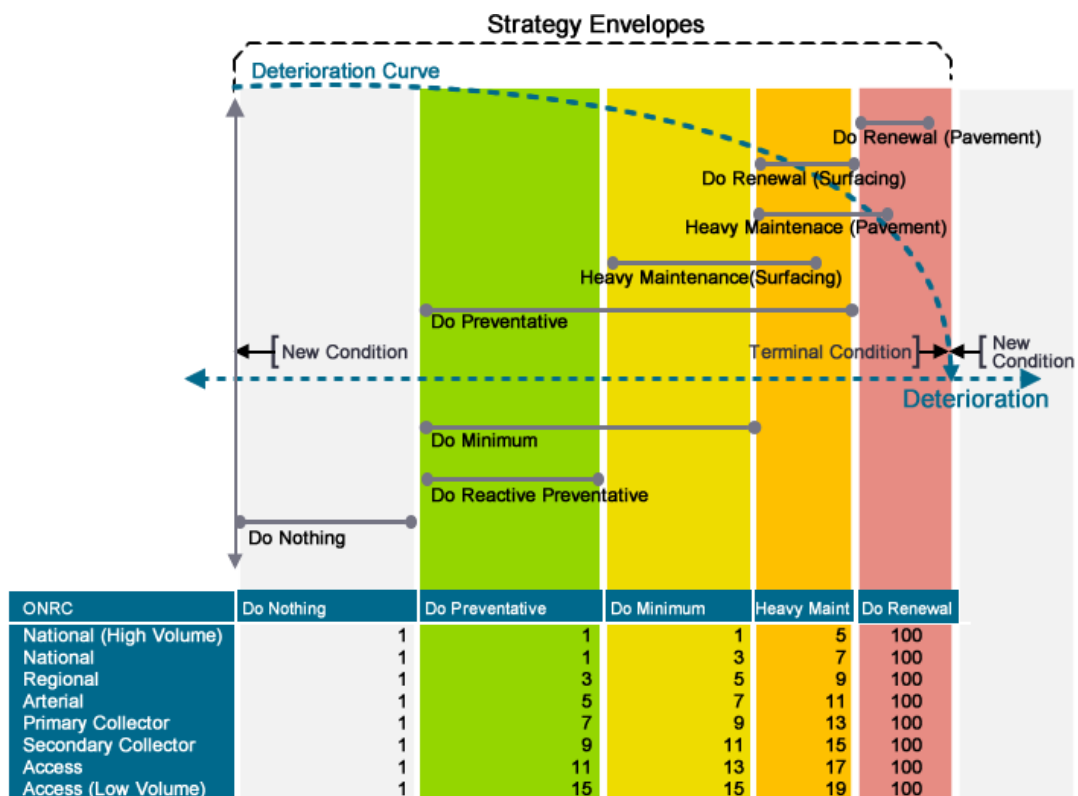 Strategy Envelopes
Deterioration Curve
Do Renewal (Pavement)
Do Renewal (Surfacing)
Heavy Maintenace (Pavement)
Heavy Maintenance(Surfacing)
Do Preventative
New Condition
Terminal Condition
New
Condition
Deterioration
Do Minimum
Do Reactive Preventative
Do Nothing
ONRC Do Nothing Do Preventative Do Minimum Heavy Maint Do Renewal
National (High Volume) 1 1 1 5 100
National 1 1 3 7 100
Regional 1 3 5 9 100
Arterial 1 5 7 11 100
Primary Collector 1 7 9 13 100
Secondary Collector 1 9 11 15 100
Access 1 11 13 17 100
Access (Low Volume) 1 15 15 19 100